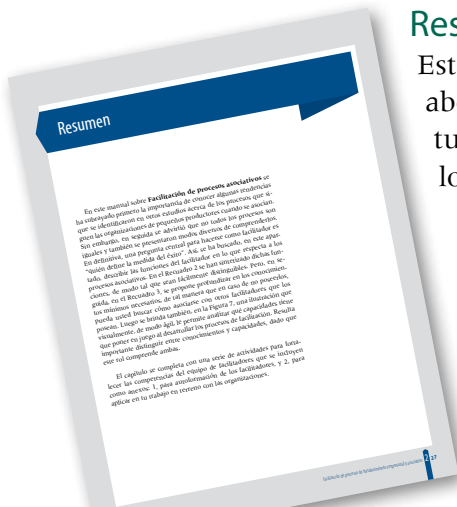 Res
Est
abo
tu
lo
Resumen
En este manual sobre Facilitación de procesos asociativos se
ha subrayado primero la importancia de conocer algunas tendencias
que se identificaron en otros estudios acerca de los procesos que si-
guen las organizaciones de pequeños productores cuando se asocian.
Sin embargo, en seguida se advirtió que no todos los procesos son
iguales y también se presentaron modos diversos de comprenderlos.
En definitiva, una pregunta central para hacerse como facilitador es
"quién define la medida del éxito". Así, se ha buscado, en este apar-
tado, describir las funciones del facilitador en lo que respecta a los
procesos asociativos. En el Recuadro 2 se han sintetizado dichas fun-
ciones, de modo tal que sean fácilmente distinguibles. Pero, en se-
guida, en el Recuadro 3, se propone profundizar en los conocimien-
tos mínimos necesarios, de tal manera que en caso de no poseerlos,
pueda usted buscar cómo asociarse con otros facilitadores que los
posean. Luego se brinda también, en la Figura 7, una ilustración que
visualmente, de modo ágil, le permite analizar qué capacidades tiene
que poner en juego al desarrollar los procesos de facilitación. Resulta
importante distinguir entre conocimientos y capacidades, dado que
este rol comprende ambas.
El capítulo se completa con una serie de actividades para forta-
lecer las competencias del equipo de facilitadores que se incluyen
como anexos: 1, para autoformación de los facilitadores, y 2, para
aplicar en tu trabajo en terreno con las organizaciones.
2 27